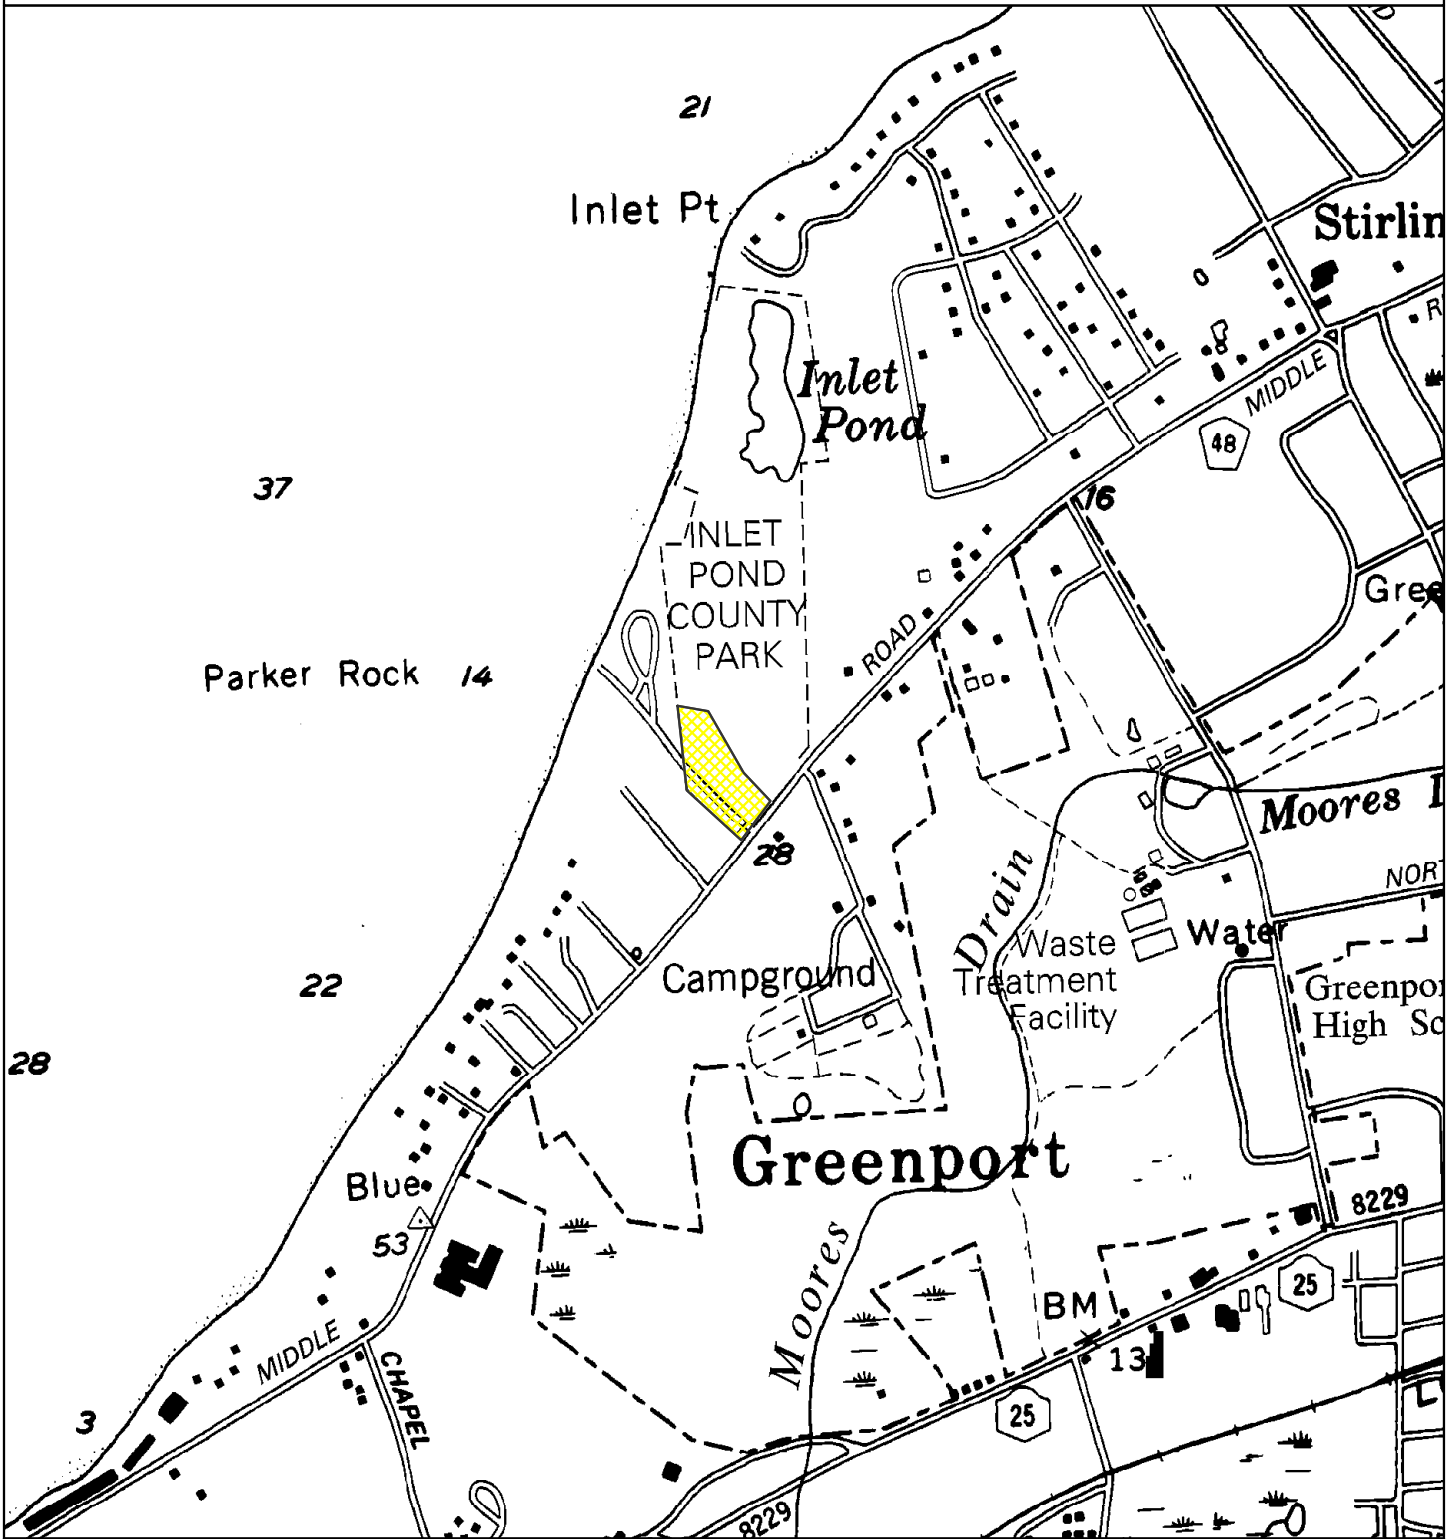 21
Inlet Pt
Stirlin
R
Inlet
Pond
MIDDLE
48
37
16
INLET
POND
COUNTY
PARK
Gree
ROAD
Parker Rock 14
Moores
28
NOR
Drain
Water
Waste
Treatment
Facility
Campground
22
Greenpo
High Sc
28
Greenport
Blue
8229
53
25
Moores
BM
13
MIDDLE
CHAPEL
3
25
8229